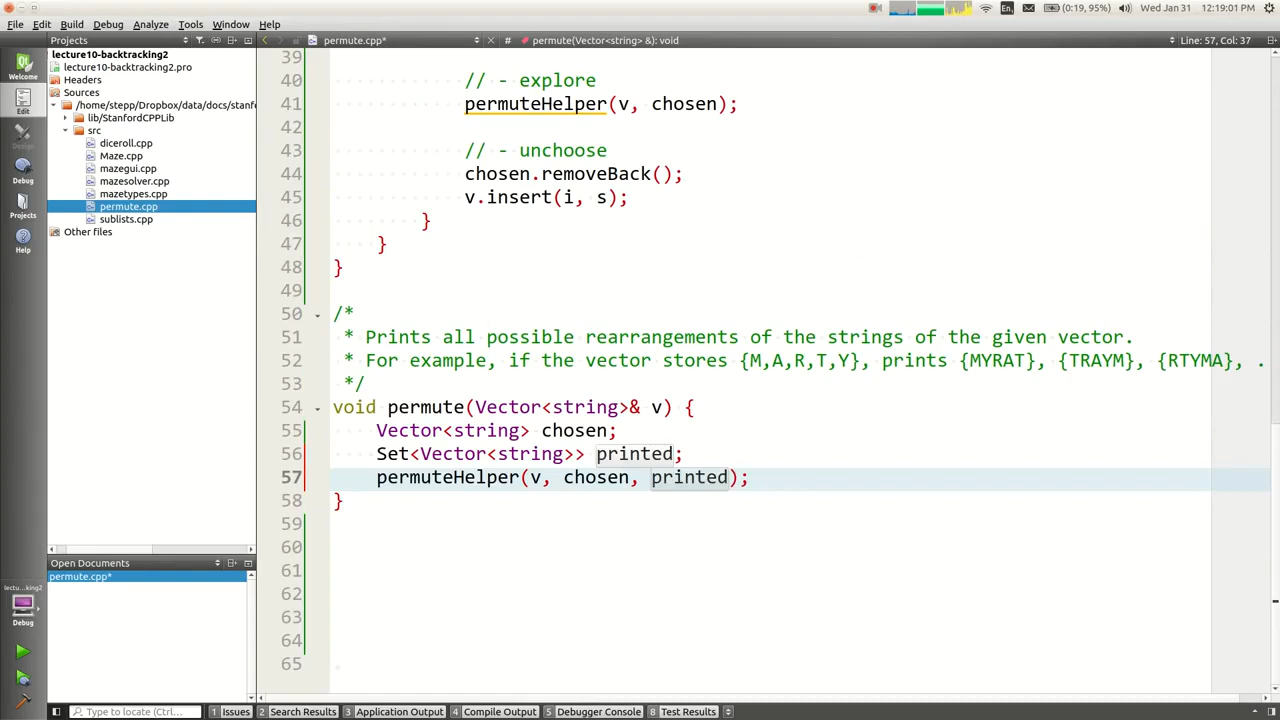 File Edit Build Debug Analyze Tools Window Help
En (0:19, 95%) Wed Jan 31 12:19:01 PM
Projects
permute.cpp*
# permute(Vector<string> &): void
Line: 57, Col: 37
Welcome
Edit
Design
Debug
Projects
Help
lecture10-backtracking2
lecture10-backtracking2.pro
Headers
Sources
/home/stepp/Dropbox/data/docs/stanf
lib/StanfordCPPLib
src
diceroll.cpp
Maze.cpp
mazegui.cpp
mazesolver.cpp
mazetypes.cpp
permute.cpp
sublists.cpp
Other files
39
40 // - explore
41 permuteHelper(v, chosen);
42
43 // - unchoose
44 chosen.removeBack();
45 v.insert(i, s);
46 }
47 }
48 }
49
50 /*
51 * Prints all possible rearrangements of the strings of the given vector.
52 * For example, if the vector stores {M,A,R,T,Y}, prints {MYRAT}, {TRAYM}, {RTYMA}, .
53 */
54 void permute(Vector<string>& v) {
55 Vector<string> chosen;
56 Set<Vector<string>> printed;
57 permuteHelper(v, chosen, printed);
58 }
59
60
61
62
63
64
65
Open Documents
permute.cpp*
lectu...king2
Debug
Type to locate (Ctrl...
1 Issues 2 Search Results 3 Application Output 4 Compile Output 5 Debugger Console 8 Test Results